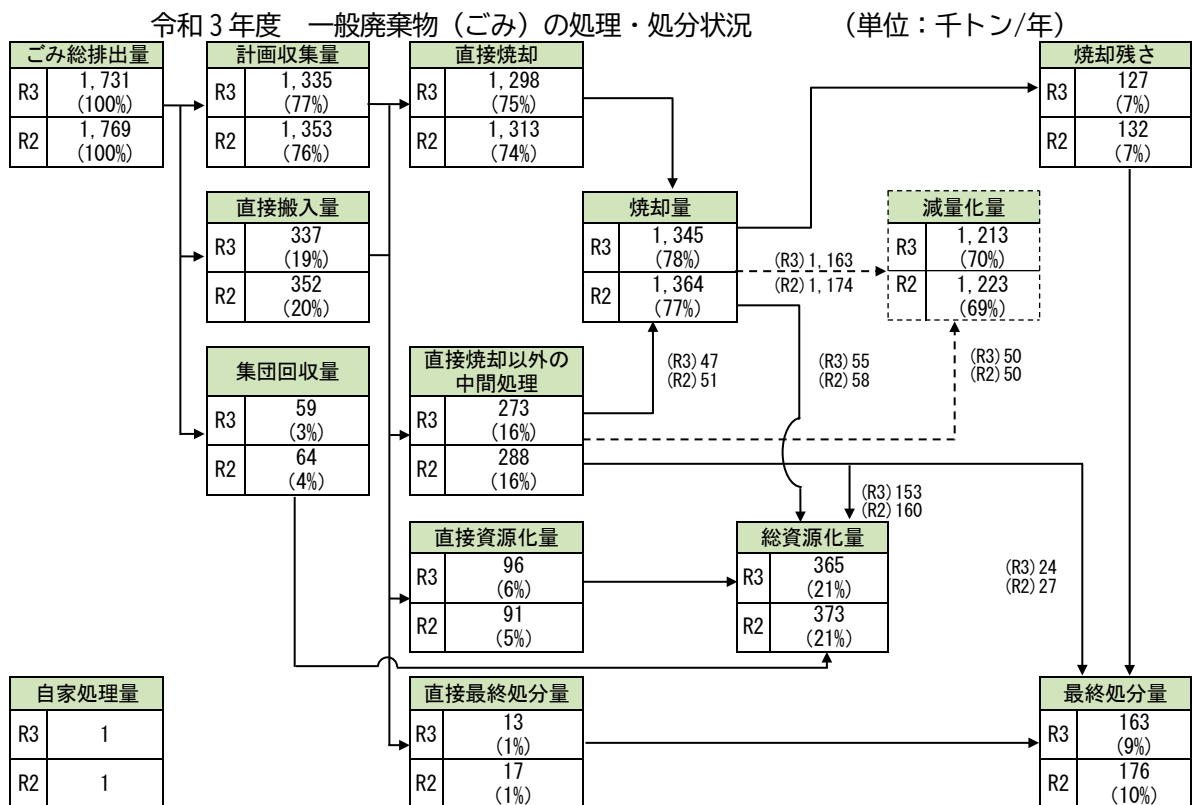 令和３年度　一般廃棄物（ごみ）の処理・処分状況　（単位：千トン/年）
ごみ総排出量
R3 1,731
(100%)
R2 1,769
(100%)
計画収集量
R3 1,335
(77%)
R2 1,353
(76%)
直接焼却
R3 1,298
(75%)
R2 1,313
(74%)
焼却残さ
R3 127
(7%)
R2 132
(7%)
直接搬入量
R3 337
(19%)
R2 352
(20%)
焼却量
R3 1,345
(78%)
R2 1,364
(77%)
(R3)1,163
(R2)1,174
減量化量
R3 1,213
(70%)
R2 1,223
(69%)
集団回収量
R3 59
(3%)
R2 64
(4%)
直接焼却以外の
中間処理
R3 273
(16%)
R2 288
(16%)
(R3)47
(R2)51
(R3)55
(R2)58
(R3)50
(R2)50
(R3)153
(R2)160
直接資源化量
R3 96
(6%)
R2 91
(5%)
総資源化量
R3 365
(21%)
R2 373
(21%)
(R3)24
(R2)27
自家処理量
R3 1
R2 1
直接最終処分量
R3 13
(1%)
R2 17
(1%)
最終処分量
R3 163
(9%)
R2 176
(10%)